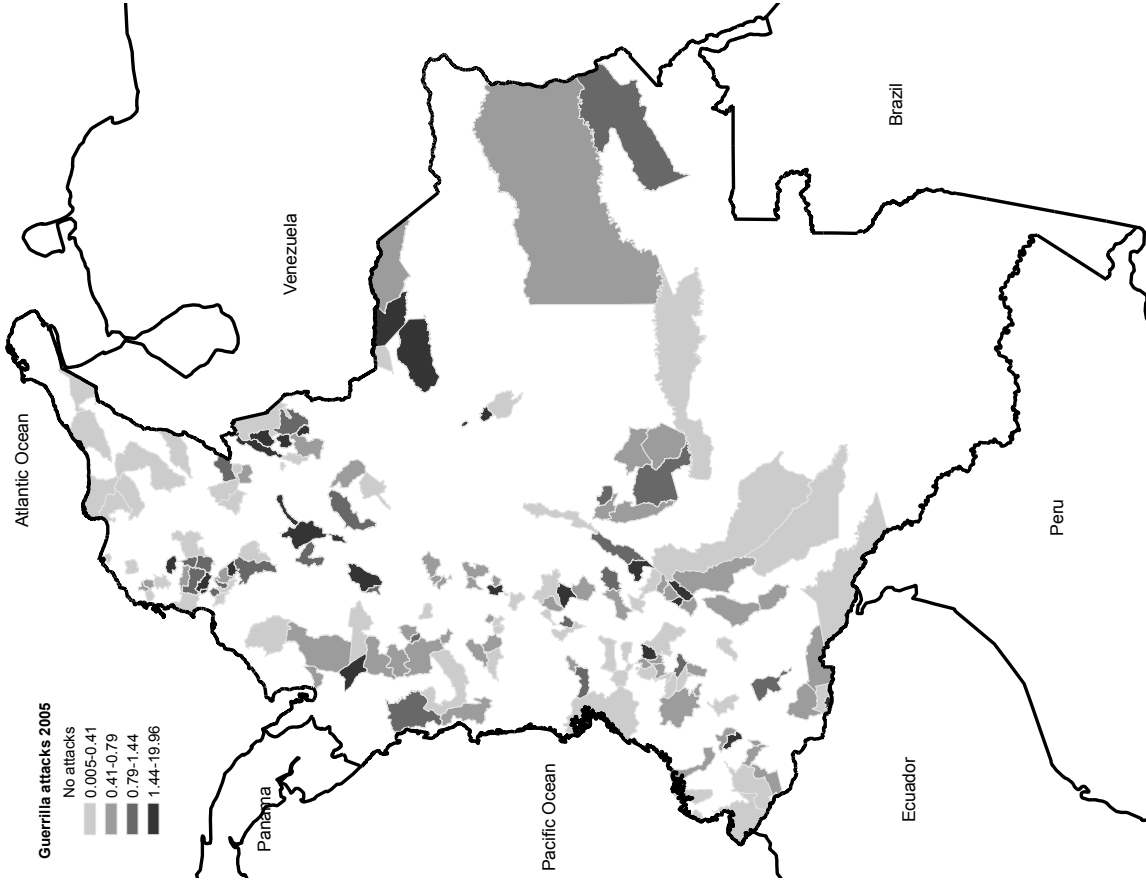 Guerrilla attacks 2005
No attacks
0.005-0.41
0.41-0.79
0.79-1.44
1.44-19.96
Atlantic Ocean
Venezuela
Panama
Pacific Ocean
Brazil
Ecuador
Peru